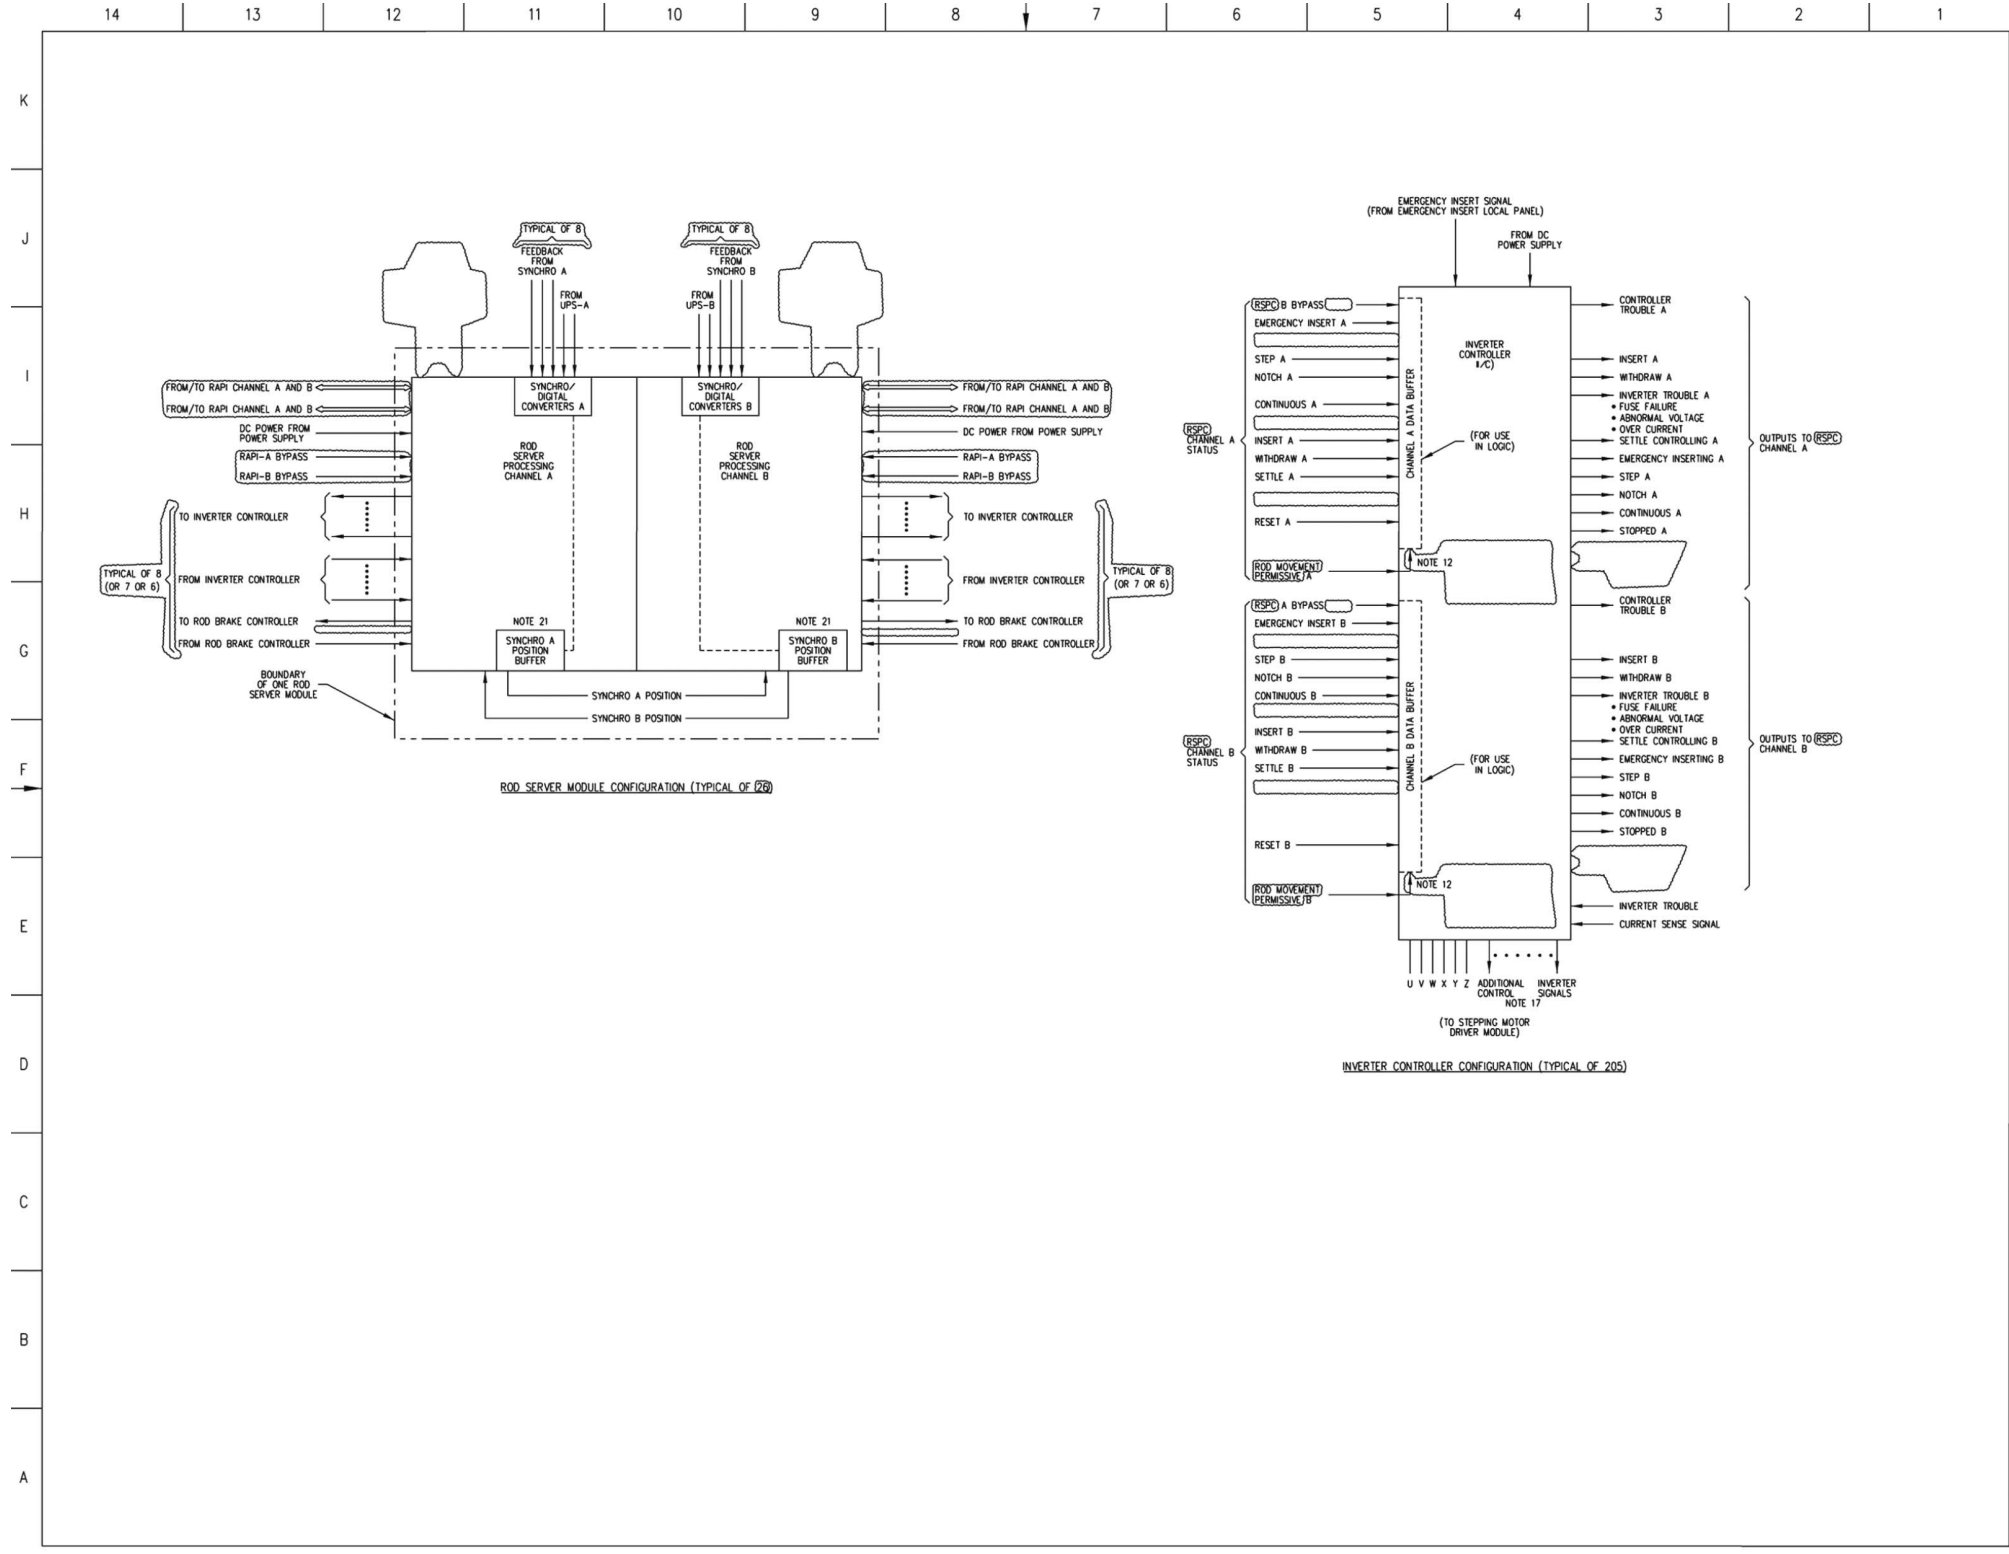 14 13 12 11 10 9 8 7 6 5 4 3 2 1
K
J
I
H
G
F
E
D
C
B
A
TYPICAL OF 8
FEEDBACK
FROM
SYNCHRO A
FROM
UPS-A
TYPICAL OF 8
FEEDBACK
FROM
SYNCHRO B
FROM
UPS-B
FROM/TO RAPI CHANNEL A AND B
FROM/TO RAPI CHANNEL A AND B
DC POWER FROM
POWER SUPPLY
RAPI-A BYPASS
RAPI-B BYPASS
TO INVERTER CONTROLLER
TYPICAL OF 8
(OR 7 OR 6)
FROM INVERTER CONTROLLER
TO ROD BRAKE CONTROLLER
FROM ROD BRAKE CONTROLLER
BOUNDARY
OF ONE ROD
SERVER MODULE
SYNCHRO/
DIGITAL
CONVERTERS A
ROD
SERVER
PROCESSING
CHANNEL A
NOTE 21
SYNCHRO A
POSITION
BUFFER
SYNCHRO/
DIGITAL
CONVERTERS B
ROD
SERVER
PROCESSING
CHANNEL B
NOTE 21
SYNCHRO B
POSITION
BUFFER
SYNCHRO A POSITION
SYNCHRO B POSITION
FROM/TO RAPI CHANNEL A AND B
FROM/TO RAPI CHANNEL A AND B
DC POWER FROM POWER SUPPLY
RAPI-A BYPASS
RAPI-B BYPASS
TO INVERTER CONTROLLER
FROM INVERTER CONTROLLER
TYPICAL OF 8
(OR 7 OR 6)
TO ROD BRAKE CONTROLLER
FROM ROD BRAKE CONTROLLER
ROD SERVER MODULE CONFIGURATION (TYPICAL OF 26)
EMERGENCY INSERT SIGNAL
(FROM EMERGENCY INSERT LOCAL PANEL)
FROM DC
POWER SUPPLY
RSPC B BYPASS
EMERGENCY INSERT A
STEP A
NOTCH A
CONTINUOUS A
RSPC
CHANNEL A
STATUS
INSERT A
WITHDRAW A
SETTLE A
RESET A
ROD MOVEMENT
PERMISSIVE A
CHANNEL A DATA BUFFER
INVERTER
CONTROLLER
(FOR USE
IN LOGIC)
NOTE 12
CONTROLLER
TROUBLE A
INSERT A
WITHDRAW A
INVERTER TROUBLE A
• FUSE FAILURE
• ABNORMAL VOLTAGE
• OVER CURRENT
SETTLE CONTROLLING A
EMERGENCY INSERTING A
STEP A
NOTCH A
CONTINUOUS A
STOPPED A
OUTPUTS TO RSPC
CHANNEL A
RSPC A BYPASS
EMERGENCY INSERT B
STEP B
NOTCH B
CONTINUOUS B
INSERT B
RSPC
CHANNEL B
STATUS
WITHDRAW B
SETTLE B
RESET B
ROD MOVEMENT
PERMISSIVE B
CHANNEL B DATA BUFFER
(FOR USE
IN LOGIC)
NOTE 12
CONTROLLER
TROUBLE B
INSERT B
WITHDRAW B
INVERTER TROUBLE B
• FUSE FAILURE
• ABNORMAL VOLTAGE
• OVER CURRENT
SETTLE CONTROLLING B
EMERGENCY INSERTING B
STEP B
NOTCH B
CONTINUOUS B
STOPPED B
OUTPUTS TO RSPC
CHANNEL B
INVERTER TROUBLE
CURRENT SENSE SIGNAL
U V W X Y Z
ADDITIONAL INVERTER
CONTROL SIGNALS
NOTE 17
(TO STEPPING MOTOR
DRIVER MODULE)
INVERTER CONTROLLER CONFIGURATION (TYPICAL OF 205)